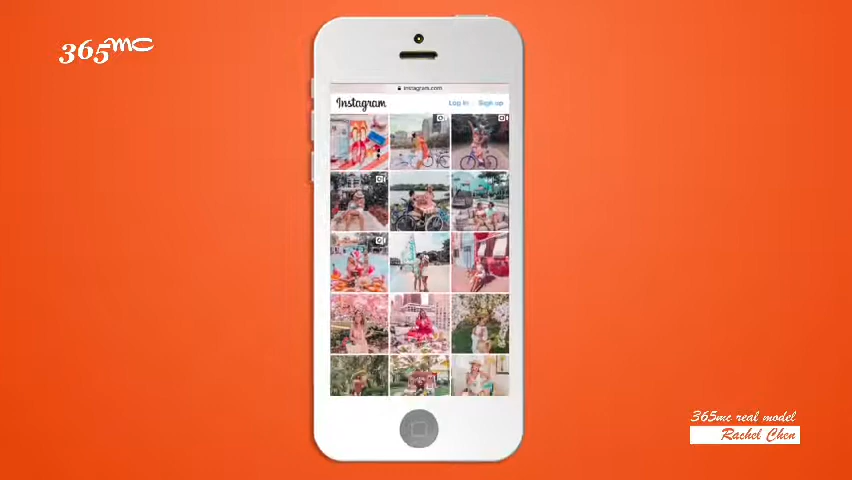 365mc
instagram.com
Instagram
Log in
Sign up
365mc real model
Rachel Chen